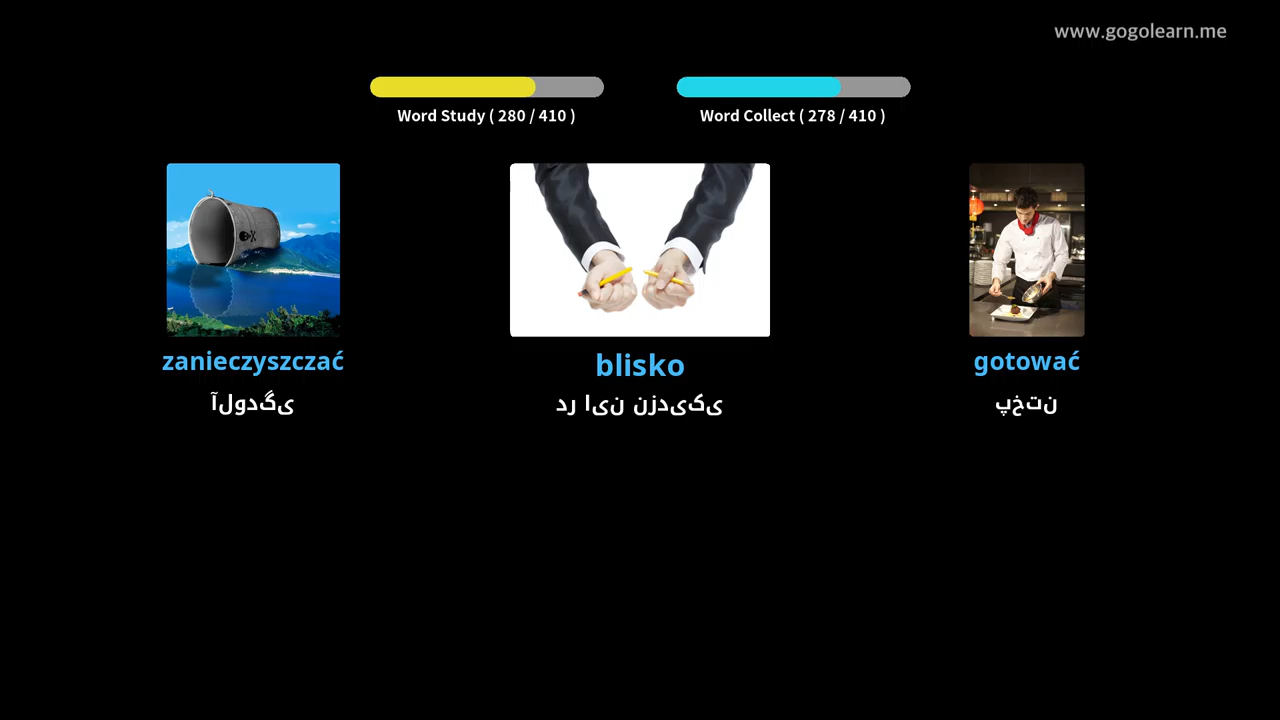 www.gogolearn.me
Word Study ( 280 / 410 )
Word Collect ( 278 / 410 )
zanieczyszczać
آلودگی
blisko
در این نزدیکی
gotować
پختن